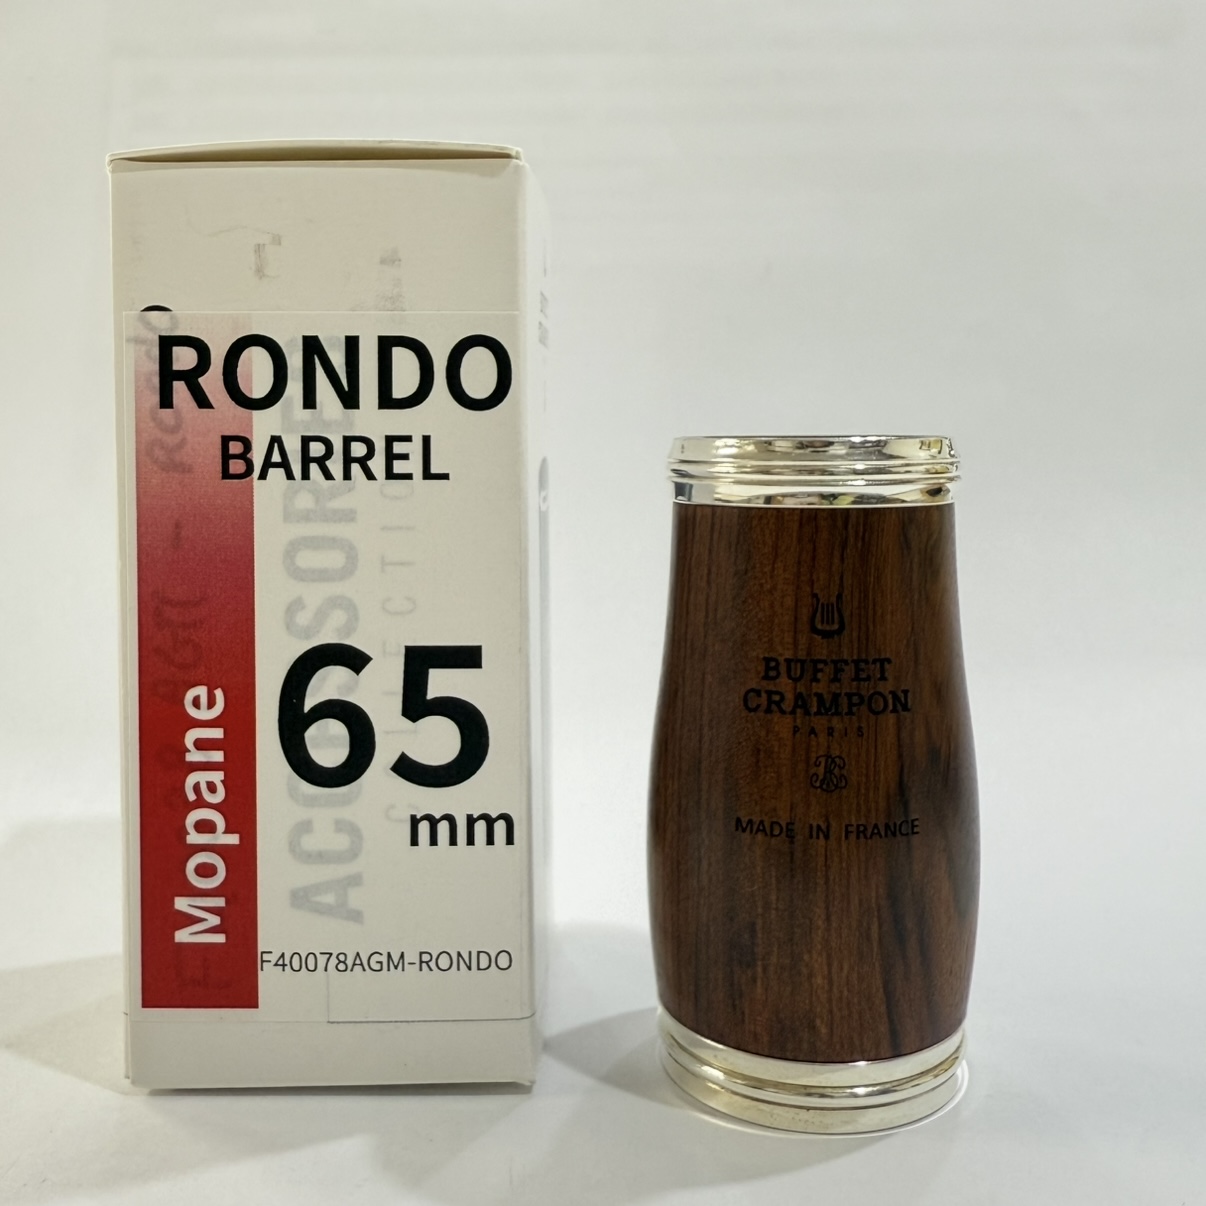 RONDO
BARREL
65
mm
Mopane
F40078AGM-RONDO
ACCESSORIES
COLLECTION
BUFFET
CRAMPON
PARIS
MADE IN FRANCE